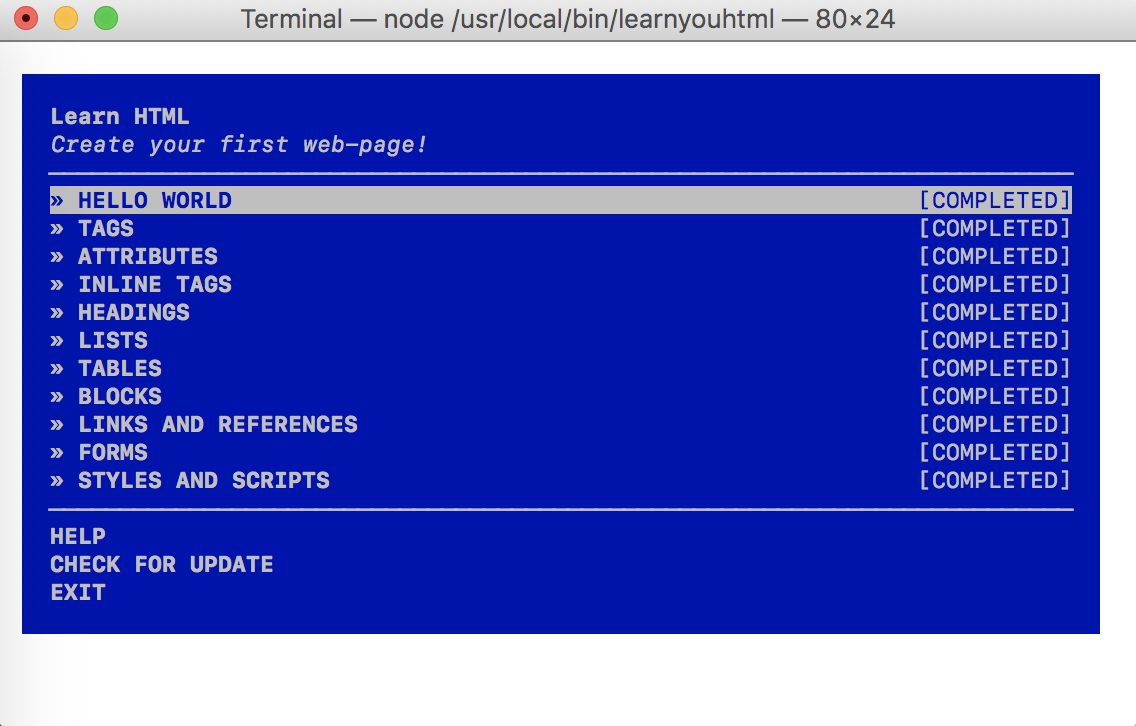 Terminal — node /usr/local/bin/learnyouhtml — 80×24
Learn HTML
Create your first web-page!
» HELLO WORLD [COMPLETED]
» TAGS [COMPLETED]
» ATTRIBUTES [COMPLETED]
» INLINE TAGS [COMPLETED]
» HEADINGS [COMPLETED]
» LISTS [COMPLETED]
» TABLES [COMPLETED]
» BLOCKS [COMPLETED]
» LINKS AND REFERENCES [COMPLETED]
» FORMS [COMPLETED]
» STYLES AND SCRIPTS [COMPLETED]
HELP
CHECK FOR UPDATE
EXIT